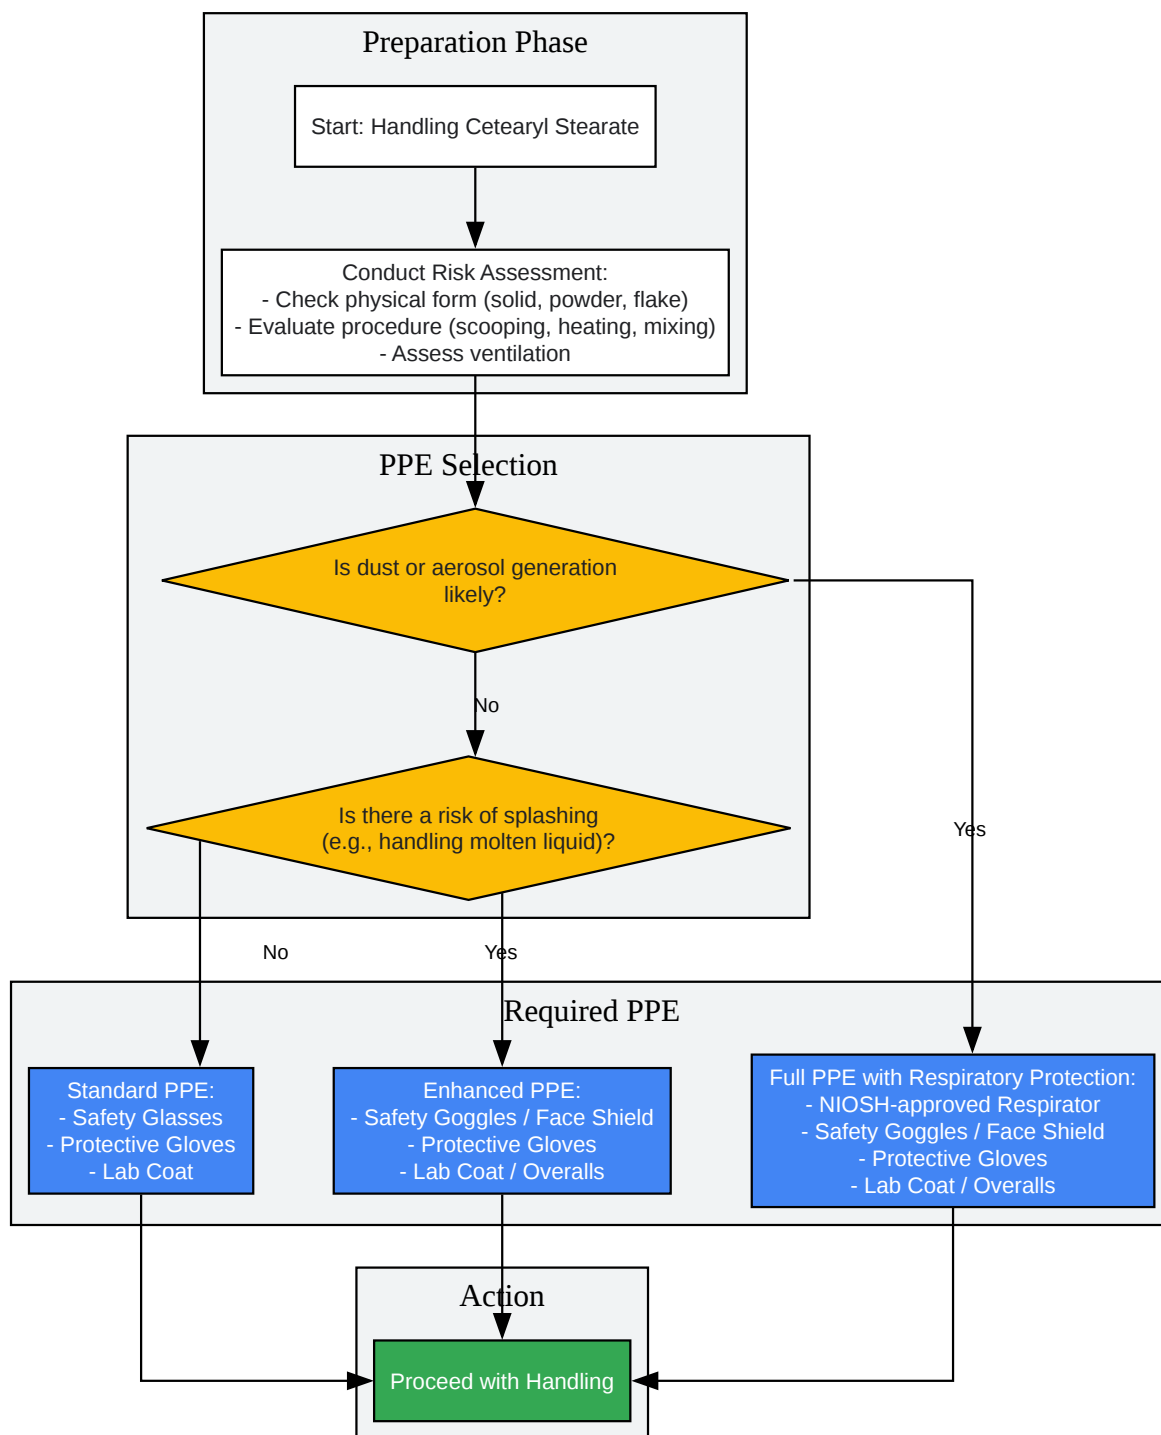 Preparation Phase
Start: Handling Cetearyl Stearate
Conduct Risk Assessment:
- Check physical form (solid, powder, flake)
- Evaluate procedure (scooping, heating, mixing)
- Assess ventilation
PPE Selection
Is dust or aerosol generation
likely?
No
Is there a risk of splashing
(e.g., handling molten liquid)?
Yes
No
Yes
Required PPE
Standard PPE:
- Safety Glasses
- Protective Gloves
- Lab Coat
Enhanced PPE:
- Safety Goggles / Face Shield
- Protective Gloves
- Lab Coat / Overalls
Full PPE with Respiratory Protection:
- NIOSH-approved Respirator
- Safety Goggles / Face Shield
- Protective Gloves
- Lab Coat / Overalls
Action
Proceed with Handling